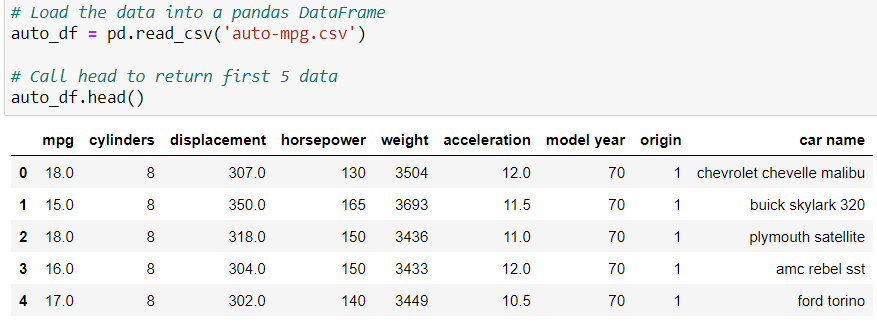 # Load the data into a pandas DataFrame
auto_df = pd.read_csv('auto-mpg.csv')
# Call head to return first 5 data
auto_df.head()
mpg cylinders displacement horsepower weight acceleration model year origin car name
0 18.0 8 307.0 130 3504 12.0 70 1 chevrolet chevelle malibu
1 15.0 8 350.0 165 3693 11.5 70 1 buick skylark 320
2 18.0 8 318.0 150 3436 11.0 70 1 plymouth satellite
3 16.0 8 304.0 150 3433 12.0 70 1 amc rebel sst
4 17.0 8 302.0 140 3449 10.5 70 1 ford torino